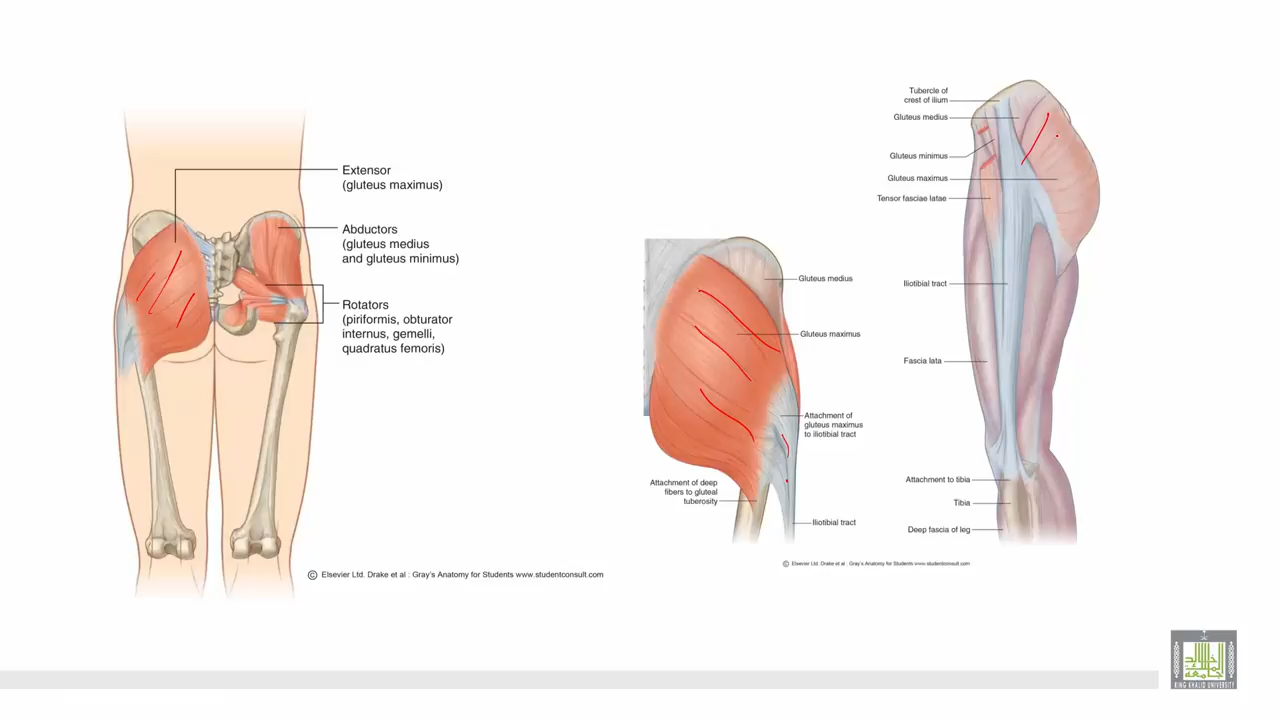 Extensor
(gluteus maximus)
Abductors
(gluteus medius
and gluteus minimus)
Rotators
(piriformis, obturator
internus, gemelli,
quadratus femoris)
© Elsevier Ltd. Drake et al : Gray's Anatomy for Students www.studentconsult.com
Gluteus medius
Gluteus maximus
Attachment of
gluteus maximus
to iliotibial tract
Attachment of deep
fibers to gluteal
tuberosity
Iliotibial tract
Tubercle of
crest of ilium
Gluteus medius
Gluteus minimus
Gluteus maximus
Tensor fasciae latae
Iliotibial tract
Fascia lata
Attachment to tibia
Tibia
Deep fascia of leg
© Elsevier Ltd. Drake et al : Gray's Anatomy for Students www.studentconsult.com
KING KHALID UNIVERSITY